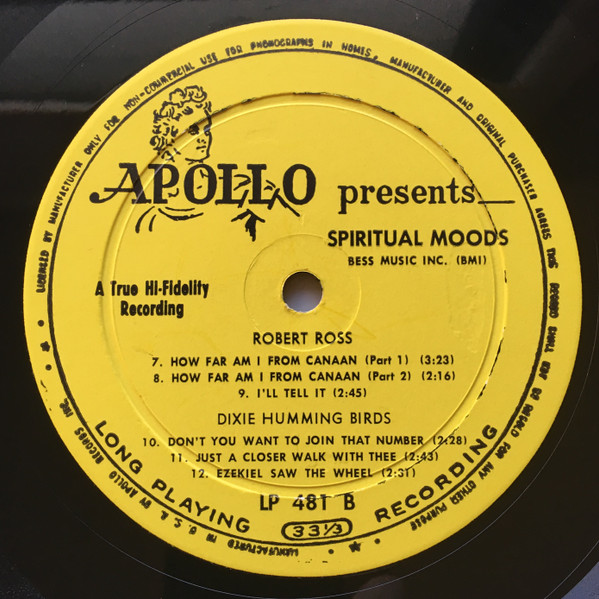 LICENSED BY MANUFACTURER ONLY FOR NON-COMMERCIAL USE FOR PHONOGRAPHS IN HOMES, MANUFACTURER AND ORIGINAL PURCHASER AGREES THIS RECORD SHALL NOT BE RESOLD FOR ANY OTHER PURPOSE
APOLLO presents
SPIRITUAL MOODS
BESS MUSIC INC. (BMI)
A True Hi-Fidelity
Recording
ROBERT ROSS
7. HOW FAR AM I FROM CANAAN (Part 1) (3:23)
8. HOW FAR AM I FROM CANAAN (Part 2) (2:16)
9. I'LL TELL IT (2:45)
DIXIE HUMMING BIRDS
10. DON'T YOU WANT TO JOIN THAT NUMBER (2:28)
11. JUST A CLOSER WALK WITH THEE (2:43)
12. EZEKIEL SAW THE WHEEL (2:31)
LP 481 B
LONG PLAYING 33 1/3 RECORDING
MANUFACTURED IN U.S.A. BY APOLLO RECORDS INC.